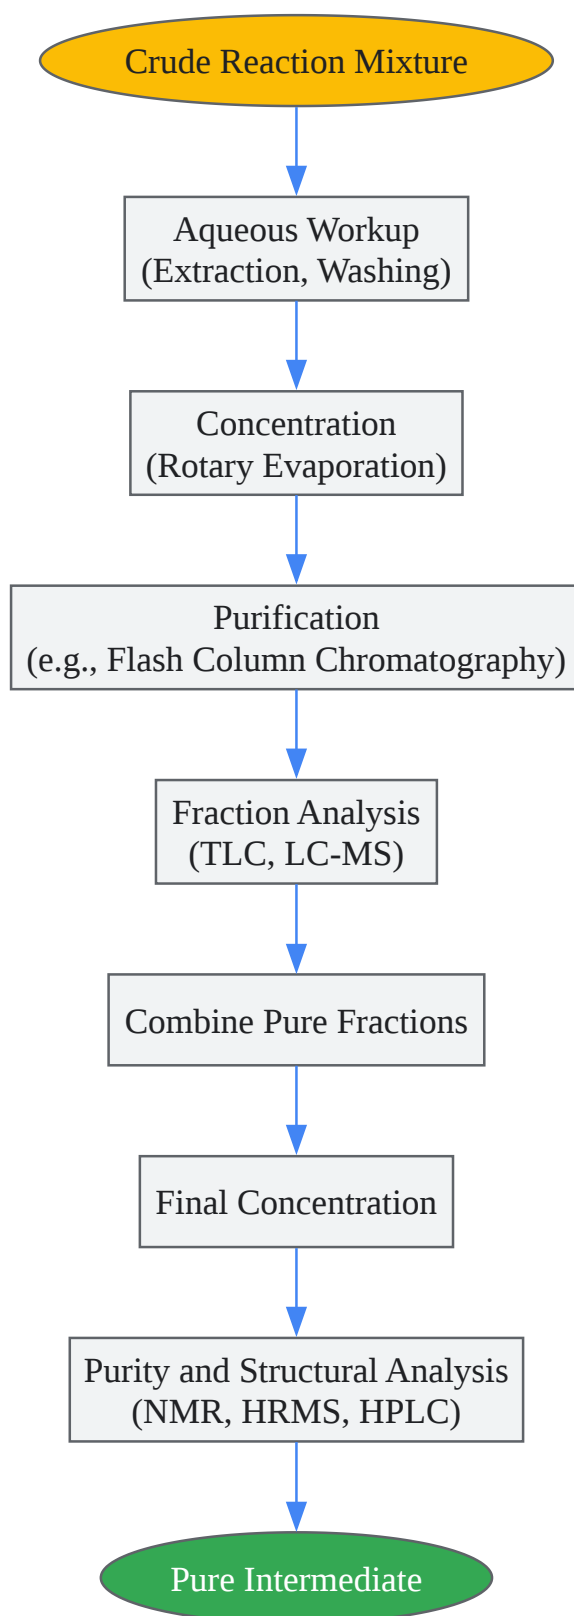 Crude Reaction Mixture
Aqueous Workup
(Extraction, Washing)
Concentration
(Rotary Evaporation)
Purification
(e.g., Flash Column Chromatography)
Fraction Analysis
(TLC, LC-MS)
Combine Pure Fractions
Final Concentration
Purity and Structural Analysis
(NMR, HRMS, HPLC)
Pure Intermediate